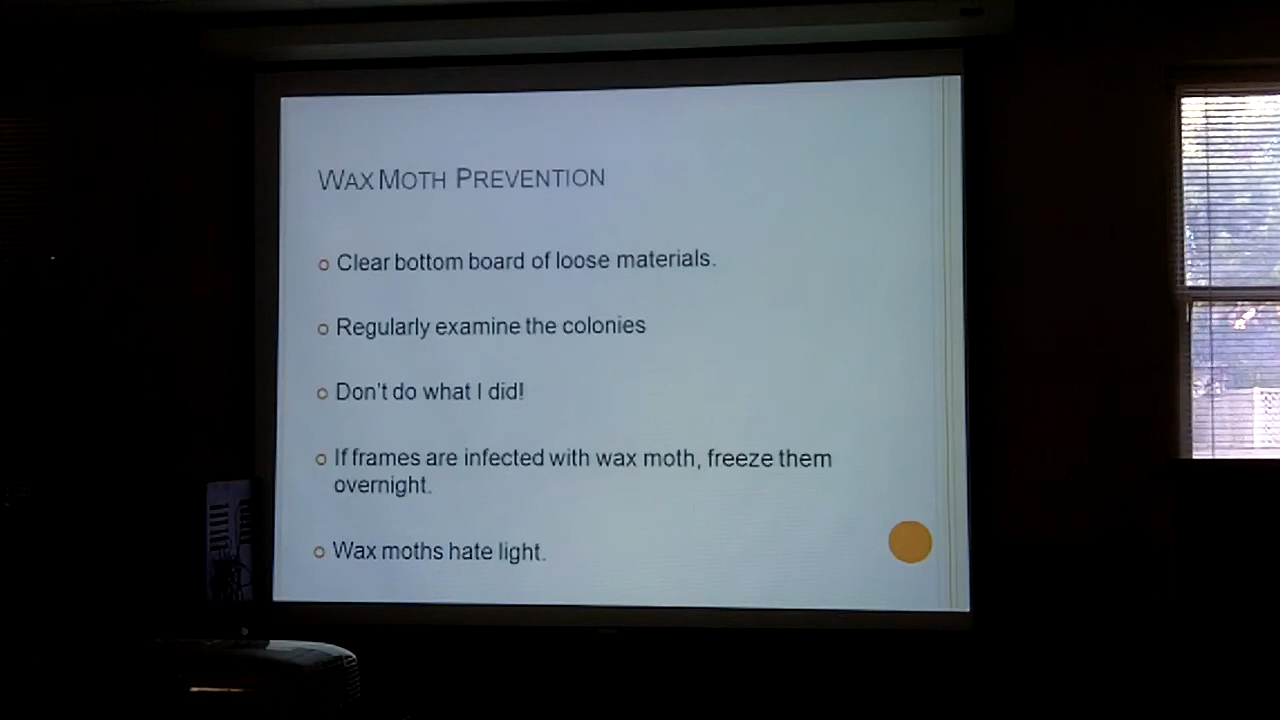 WAX MOTH PREVENTION
Clear bottom board of loose materials.
Regularly examine the colonies
Don't do what I did!
If frames are infected with wax moth, freeze them
overnight.
Wax moths hate light.